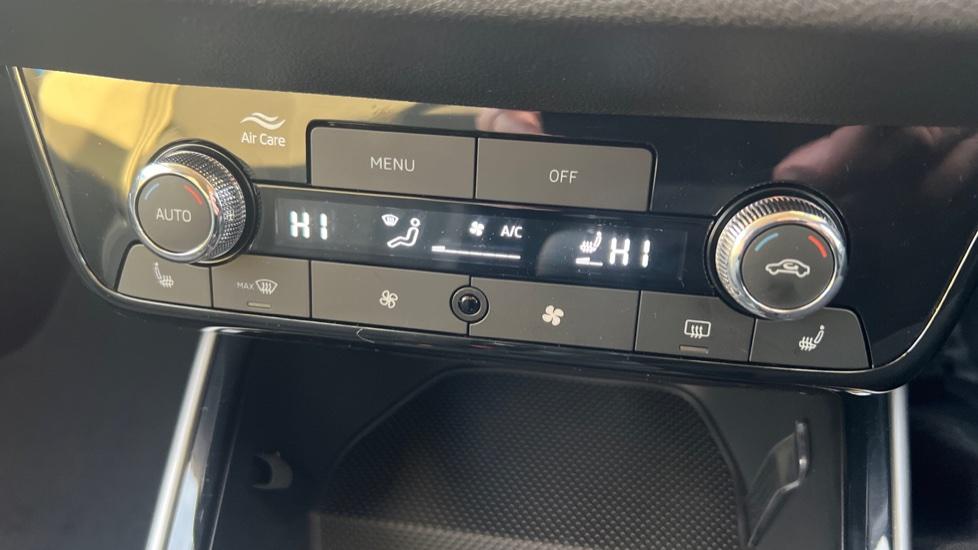 Air Care
MENU
OFF
AUTO
HI
A/C
HI
MAX